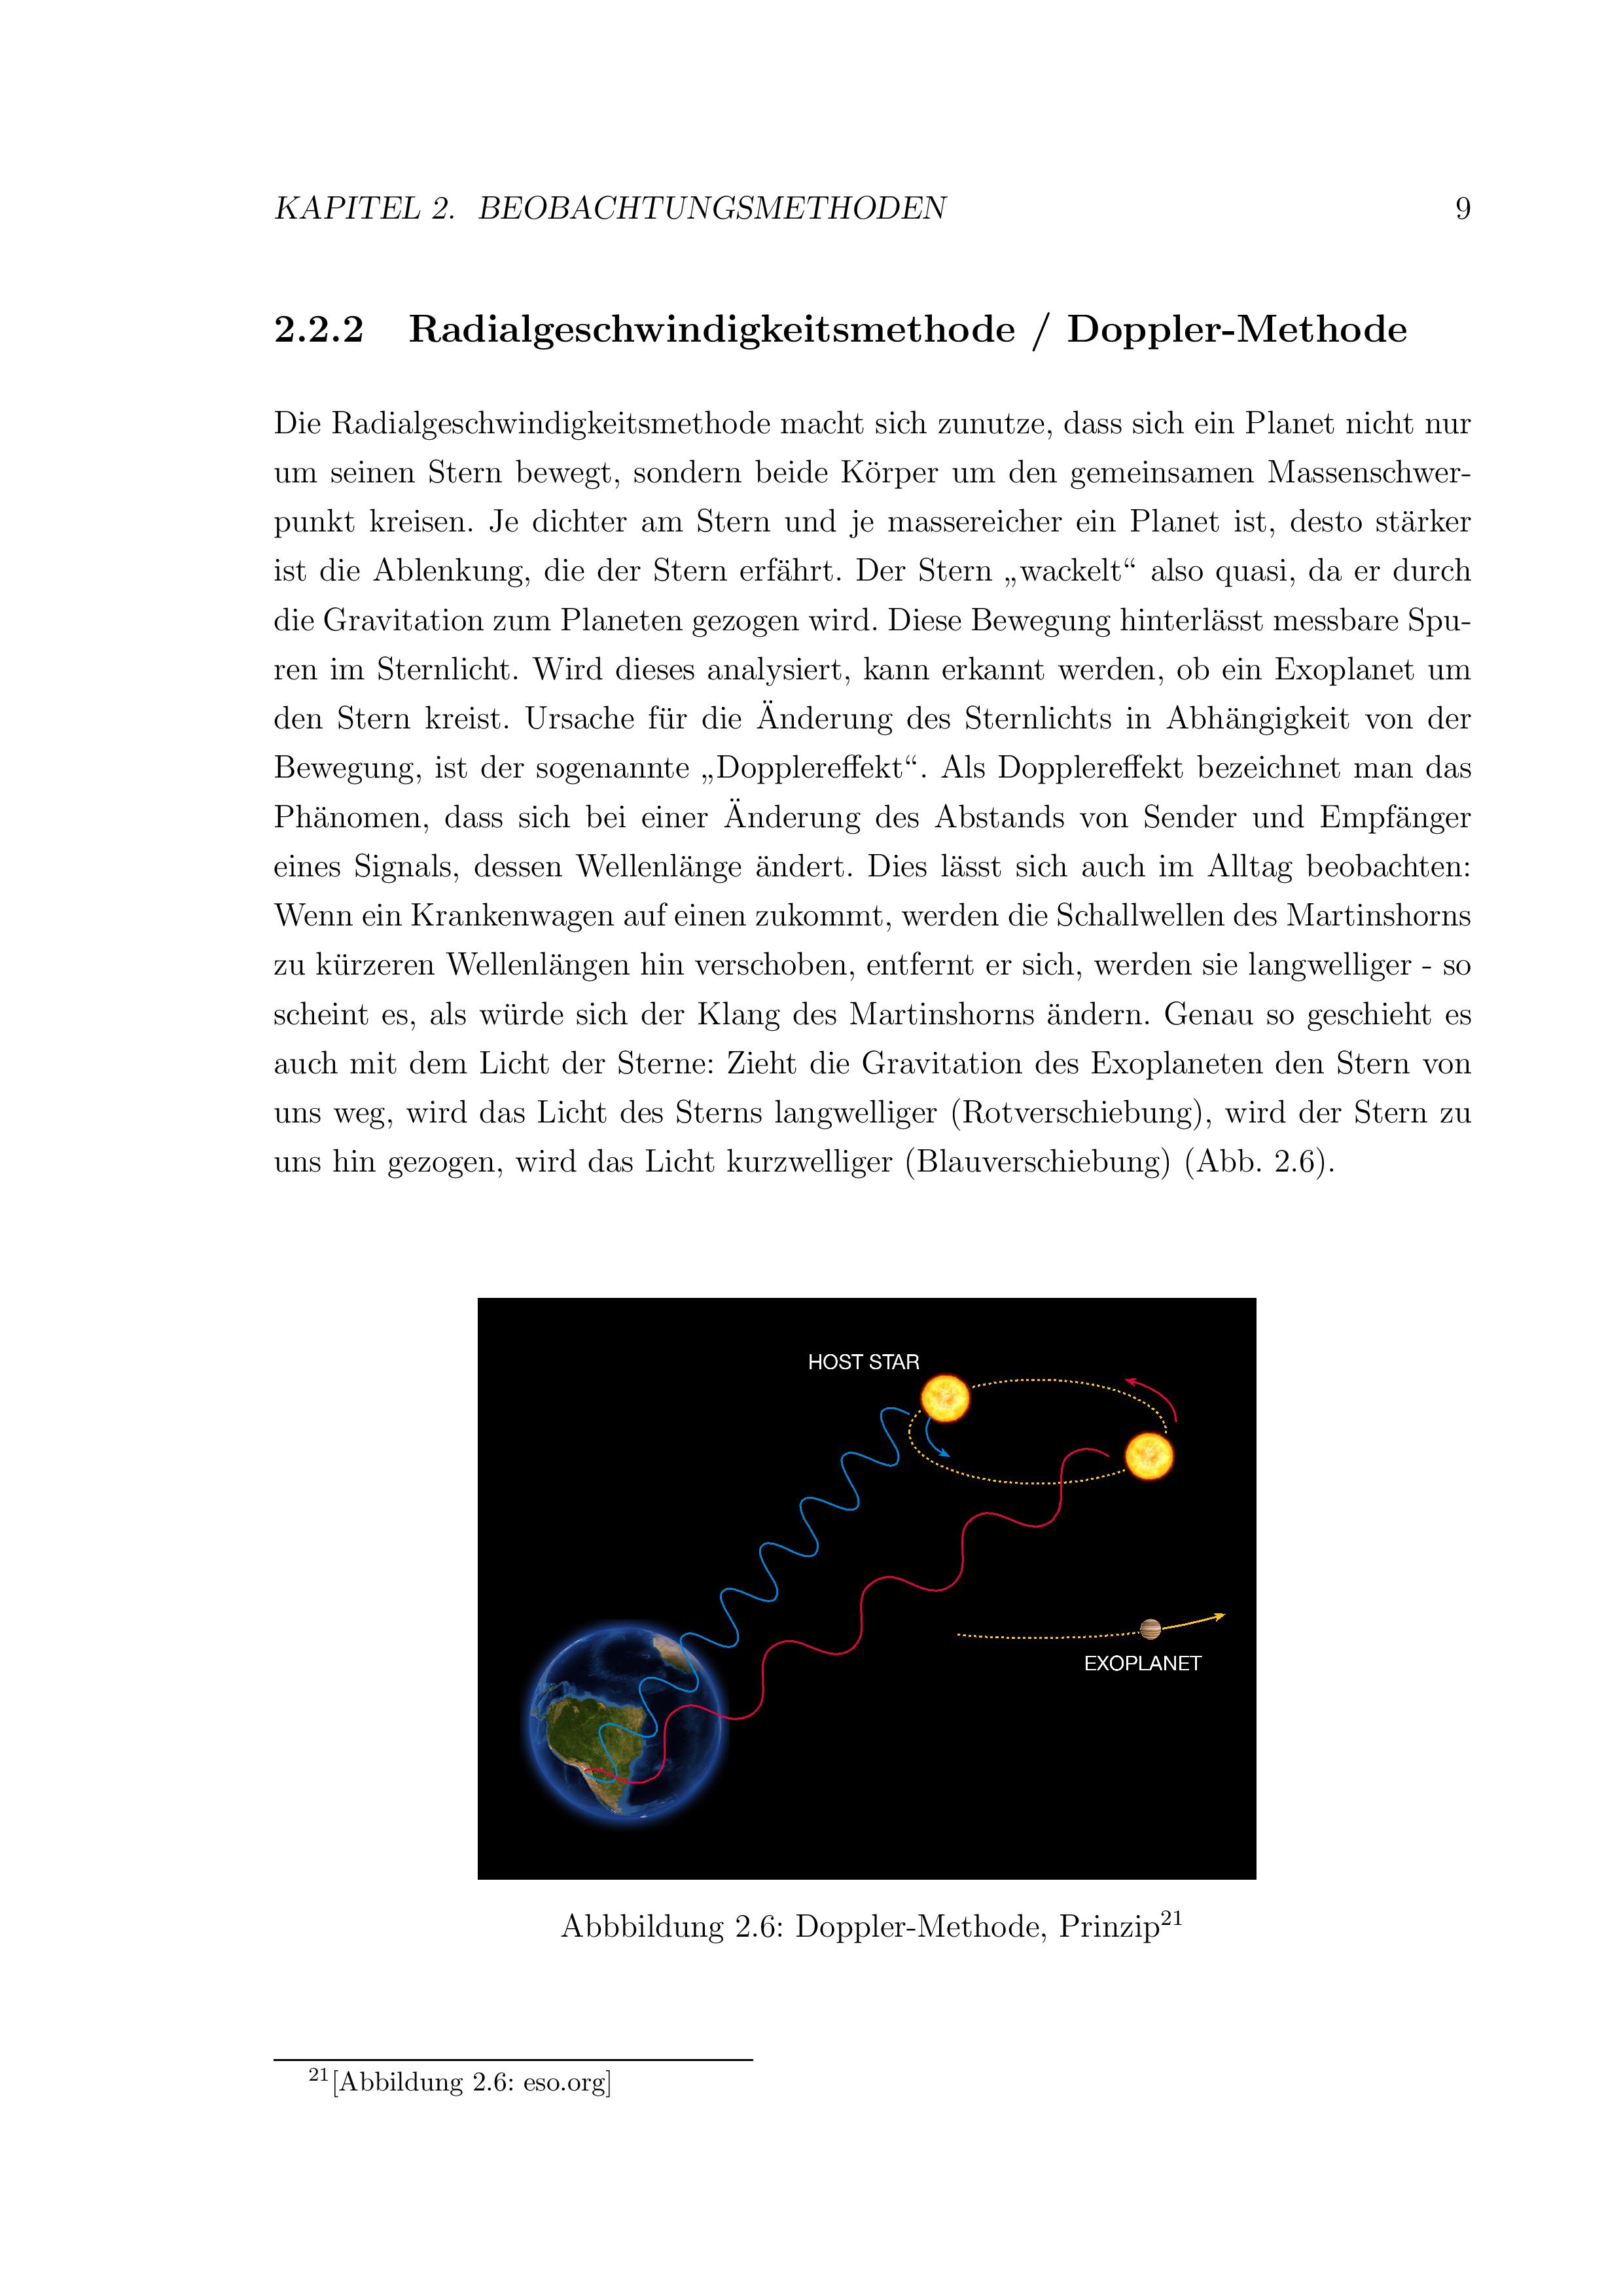 KAPITEL 2. BEOBACHTUNGSMETHODEN 9
2.2.2 Radialgeschwindigkeitsmethode / Doppler-Methode
Die Radialgeschwindigkeitsmethode macht sich zunutze, dass sich ein Planet nicht nur
um seinen Stern bewegt, sondern beide Körper um den gemeinsamen Massenschwer-
punkt kreisen. Je dichter am Stern und je massereicher ein Planet ist, desto stärker
ist die Ablenkung, die der Stern erfährt. Der Stern „wackelt“ also quasi, da er durch
die Gravitation zum Planeten gezogen wird. Diese Bewegung hinterlässt messbare Spu-
ren im Sternlicht. Wird dieses analysiert, kann erkannt werden, ob ein Exoplanet um
den Stern kreist. Ursache für die Änderung des Sternlichts in Abhängigkeit von der
Bewegung, ist der sogenannte „Dopplereffekt“. Als Dopplereffekt bezeichnet man das
Phänomen, dass sich bei einer Änderung des Abstands von Sender und Empfänger
eines Signals, dessen Wellenlänge ändert. Dies lässt sich auch im Alltag beobachten:
Wenn ein Krankenwagen auf einen zukommt, werden die Schallwellen des Martinshorns
zu kürzeren Wellenlängen hin verschoben, entfernt er sich, werden sie langwelliger - so
scheint es, als würde sich der Klang des Martinshorns ändern. Genau so geschieht es
auch mit dem Licht der Sterne: Zieht die Gravitation des Exoplaneten den Stern von
uns weg, wird das Licht des Sterns langwelliger (Rotverschiebung), wird der Stern zu
uns hin gezogen, wird das Licht kurzwelliger (Blauverschiebung) (Abb. 2.6).
HOST STAR
EXOPLANET
Abbbildung 2.6: Doppler-Methode, Prinzip21
21[Abbildung 2.6: eso.org]